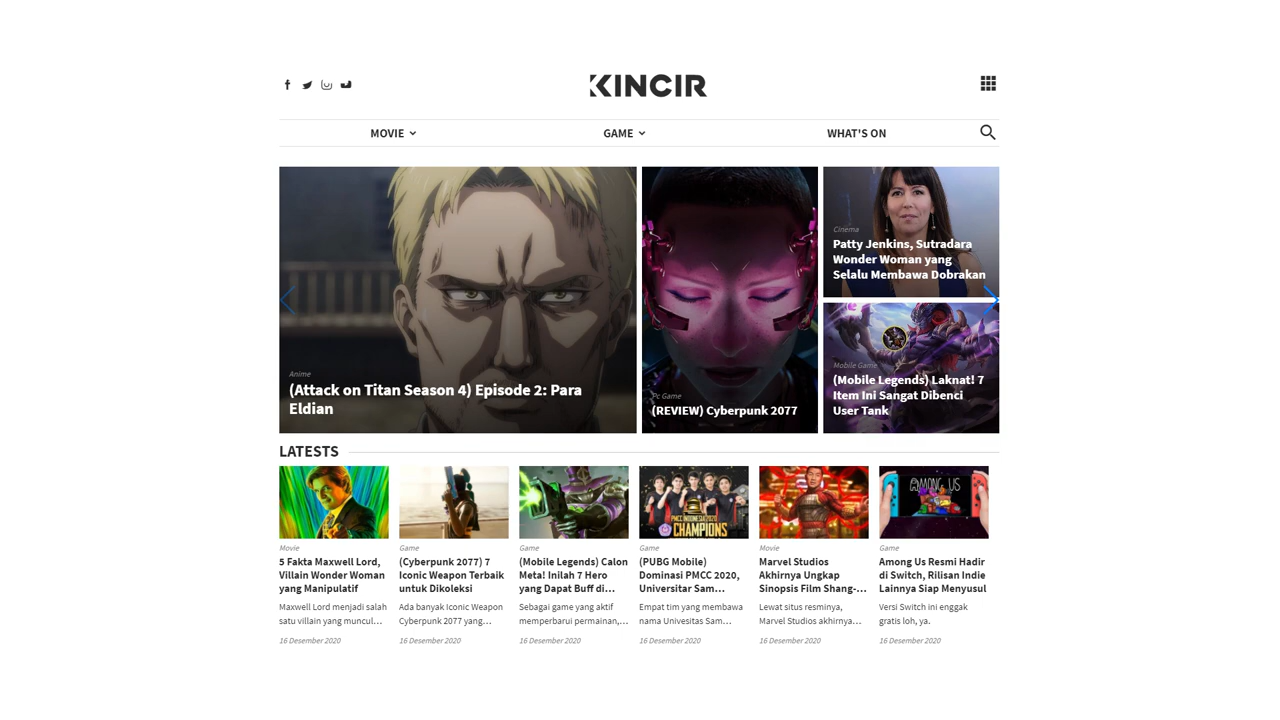 KINCIR
MOVIE
GAME
WHAT'S ON
Anime
(Attack on Titan Season 4) Episode 2: Para
Eldian
Pc Game
(REVIEW) Cyberpunk 2077
Cinema
Patty Jenkins, Sutradara
Wonder Woman yang
Selalu Membawa Dobrakan
Mobile Game
(Mobile Legends) Laknat! 7
Item Ini Sangat Dibenci
User Tank
LATESTS
Movie
5 Fakta Maxwell Lord,
Villain Wonder Woman
yang Manipulatif
Maxwell Lord menjadi salah
satu villain yang muncul...
16 Desember 2020
Game
(Cyberpunk 2077) 7
Iconic Weapon Terbaik
untuk Dikoleksi
Ada banyak Iconic Weapon
Cyberpunk 2077 yang...
16 Desember 2020
Game
(Mobile Legends) Calon
Meta! Inilah 7 Hero
yang Dapat Buff di...
Sebagai game yang aktif
memperbarui permainan,...
16 Desember 2020
PMCC INDONESIA 2020
CHAMPIONS
Game
(PUBG Mobile)
Dominasi PMCC 2020,
Universitar Sam...
Empat tim yang membawa
nama Univesitas Sam...
16 Desember 2020
Movie
Marvel Studios
Akhirnya Ungkap
Sinopsis Film Shang-...
Lewat situs resminya,
Marvel Studios akhirnya...
16 Desember 2020
AMONG US
Game
Among Us Resmi Hadir
di Switch, Rilisan Indie
Lainnya Siap Menyusul
Versi Switch ini enggak
gratis loh, ya.
16 Desember 2020